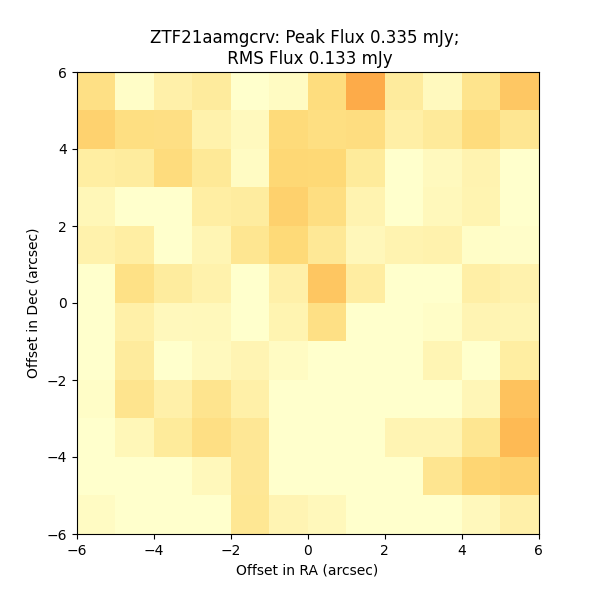 ZTF21aamgcrv: Peak Flux 0.335 mJy;
RMS Flux 0.133 mJy
6
4
2
0
−2
−4
−6
Offset in Dec (arcsec)
−6 −4 −2 0 2 4 6
Offset in RA (arcsec)